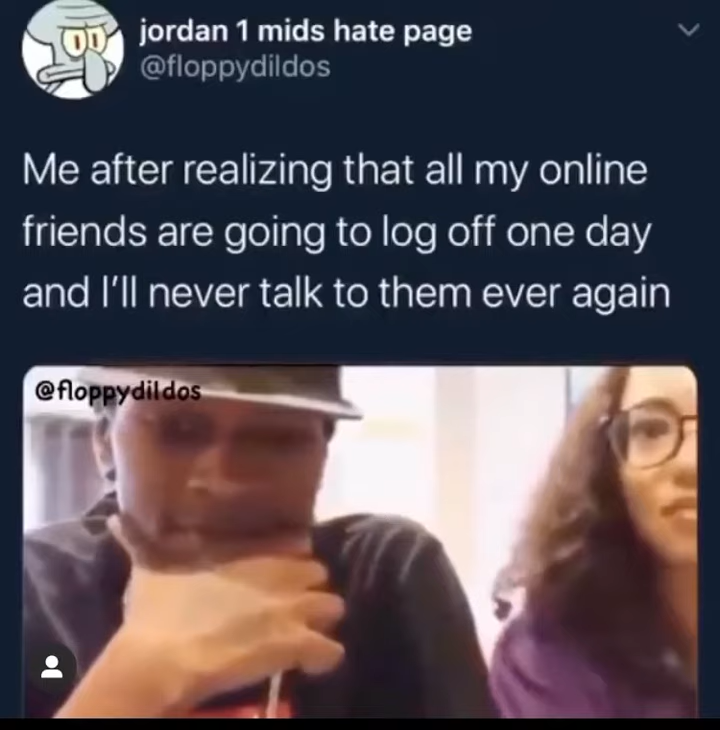 jordan 1 mids hate page
@floppydildos
Me after realizing that all my online
friends are going to log off one day
and I'll never talk to them ever again
@floppydildos